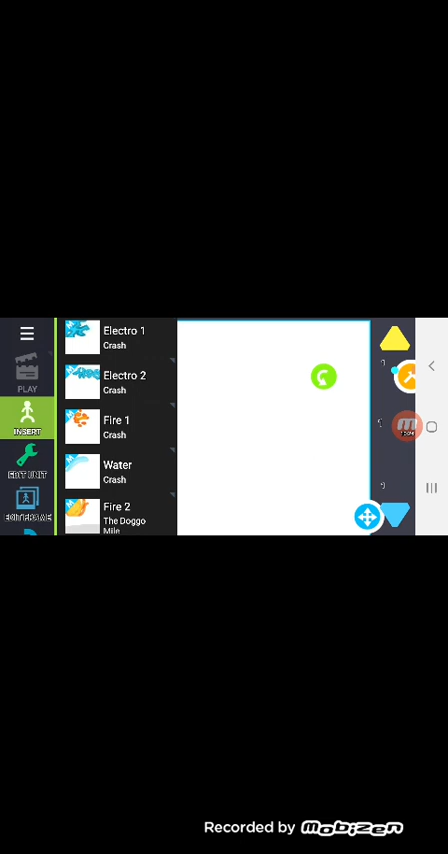 PLAY
INSERT
EDIT UNIT
EDIT FRAME
Electro 1
Crash
Electro 2
Crash
Fire 1
Crash
Water
Crash
Fire 2
The Doggo
Mile
Recorded by mobizen